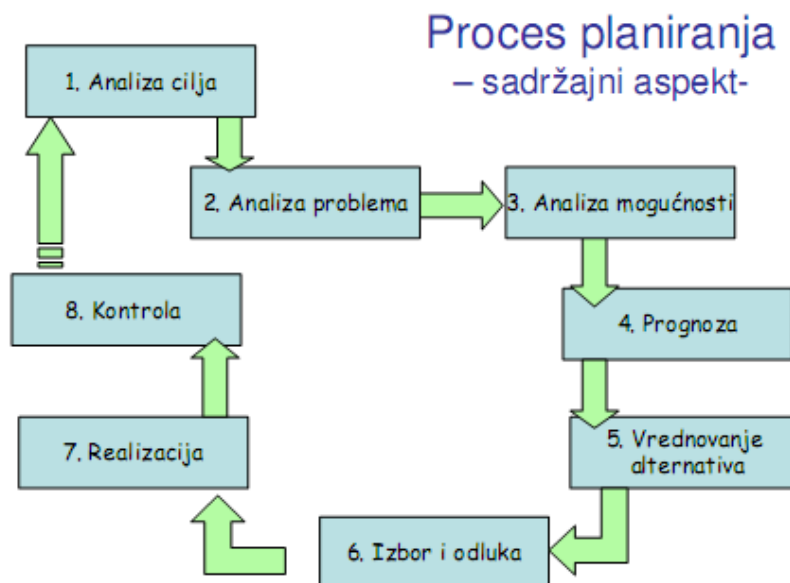 Proces planiranja
– sadržajni aspekt-
1. Analiza cilja
2. Analiza problema
3. Analiza mogućnosti
4. Prognoza
5. Vrednovanje
alternativa
6. Izbor i odluka
7. Realizacija
8. Kontrola